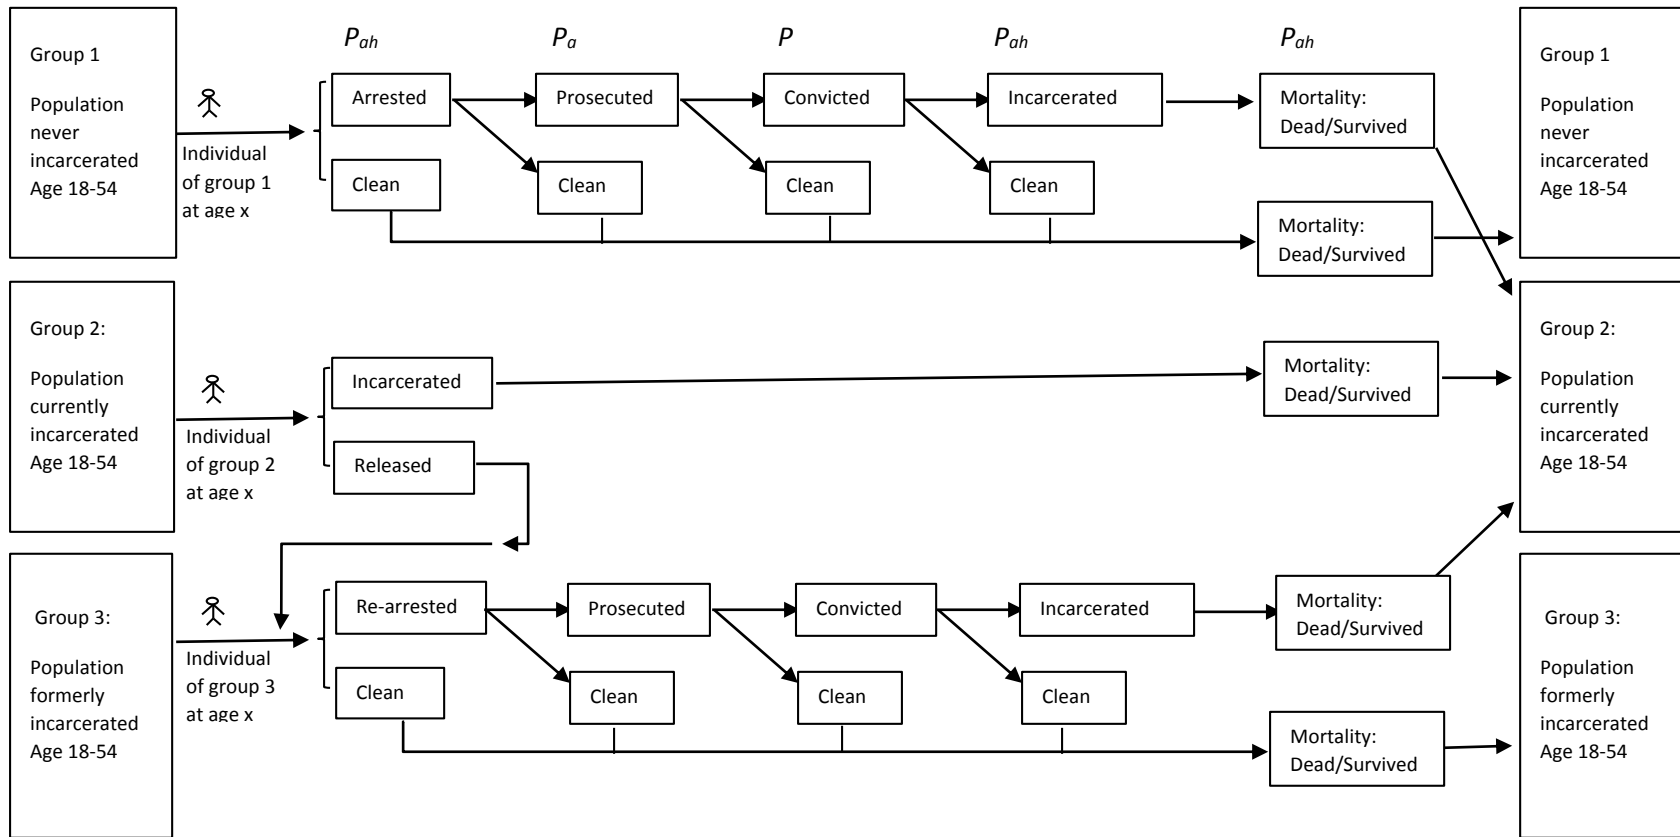 P_ah
P_a
P
P_ah
P_ah
Group 1
Population
never
incarcerated
Age 18-54
Individual
of group 1
at age x
Arrested
Prosecuted
Convicted
Incarcerated
Mortality:
Dead/Survived
Clean
Clean
Clean
Clean
Mortality:
Dead/Survived
Group 1
Population
never
incarcerated
Age 18-54
Group 2:
Population
currently
incarcerated
Age 18-54
Individual
of group 2
at age x
Incarcerated
Released
Mortality:
Dead/Survived
Group 2:
Population
currently
incarcerated
Age 18-54
Group 3:
Population
formerly
incarcerated
Age 18-54
Individual
of group 3
at age x
Re-arrested
Prosecuted
Convicted
Incarcerated
Mortality:
Dead/Survived
Clean
Clean
Clean
Clean
Mortality:
Dead/Survived
Group 3:
Population
formerly
incarcerated
Age 18-54